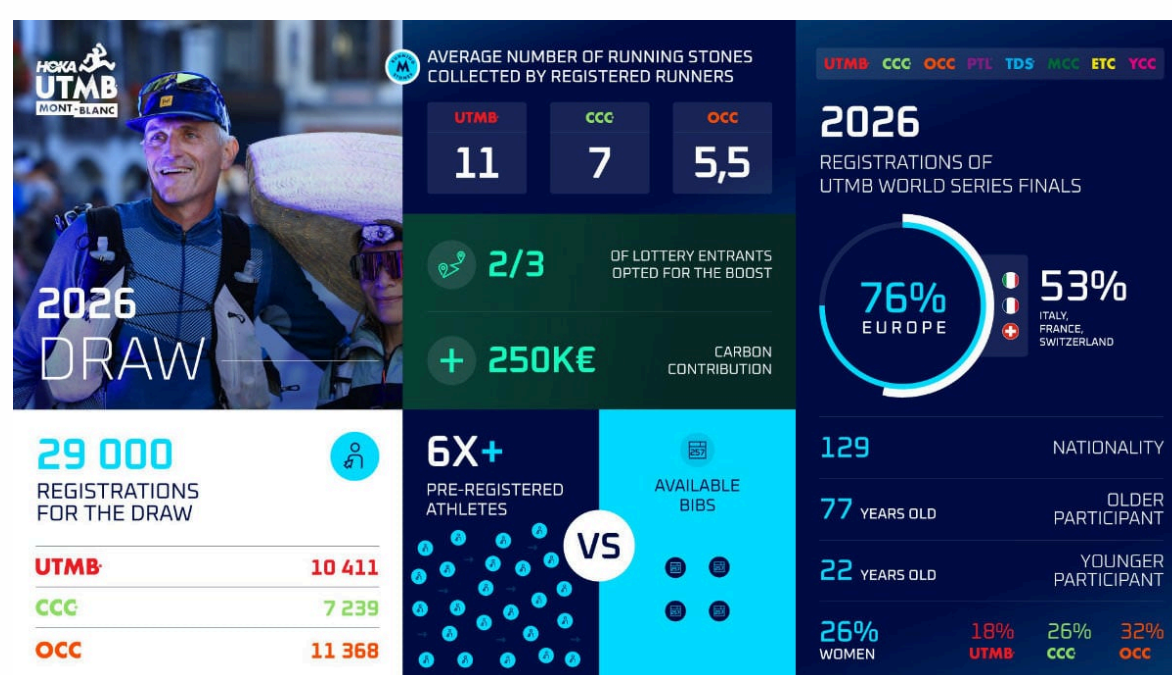 HOKA
UTMB
MONT-BLANC
2026
DRAW
29 000
REGISTRATIONS
FOR THE DRAW
UTMB 10 411
CCC 7 239
OCC 11 368
RUNNING STONES
M
AVERAGE NUMBER OF RUNNING STONES
COLLECTED BY REGISTERED RUNNERS
UTMB CCC OCC
11 7 5,5
2/3 OF LOTTERY ENTRANTS
OPTED FOR THE BOOST
+ 250K€ CARBON
CONTRIBUTION
6X+
PRE-REGISTERED
ATHLETES
VS
257
AVAILABLE
BIBS
UTMB CCC OCC PTL TDS MCC ETC YCC
2026
REGISTRATIONS OF
UTMB WORLD SERIES FINALS
76%
EUROPE
53%
ITALY,
FRANCE,
SWITZERLAND
129 NATIONALITY
77 YEARS OLD OLDER
PARTICIPANT
22 YEARS OLD YOUNGER
PARTICIPANT
26% 18% 26% 32%
WOMEN UTMB CCC OCC